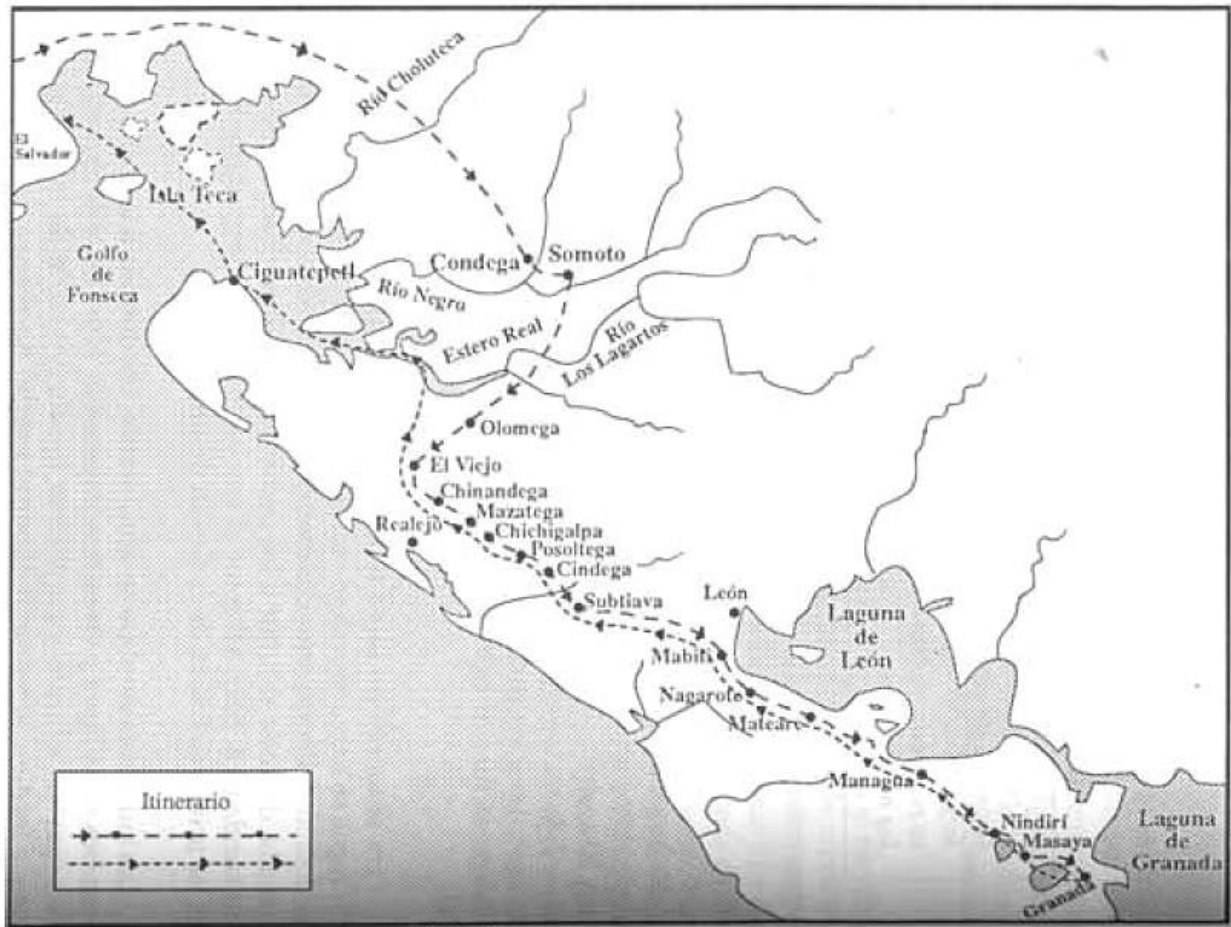 Río Choluteca
El
Salvador
Isla Teca
Golfo
de
Fonseca
Ciguatepetl
Condega
Somoto
Río Negro
Estero Real
Río
Los Lagartos
Olomega
El Viejo
Chinandega
Mazatega
Realejo
Chichigalpa
Posoltega
Cindega
Subtiava
León
Laguna
de
León
Mabiti
Nagarote
Mateare
Managua
Nindirí
Masaya
Laguna
de
Granada
Granada
Itinerario